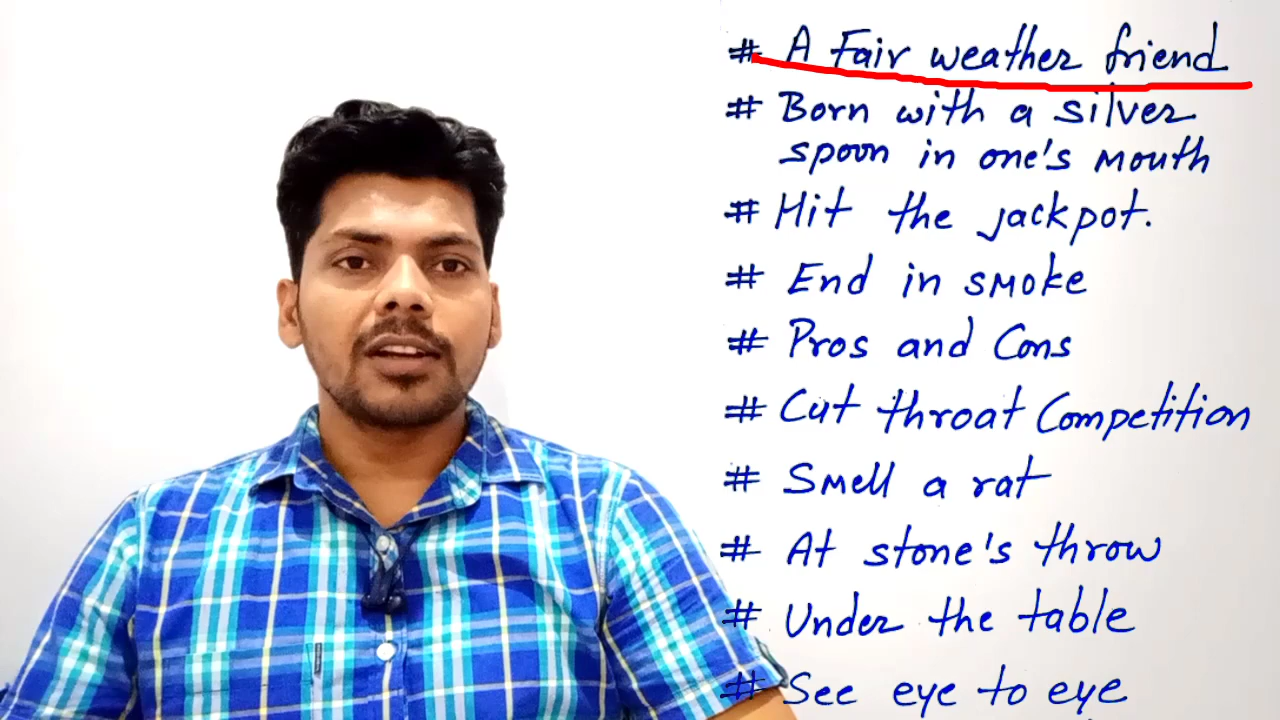 # A Fair weather friend
# Born with a silver
spoon in one's mouth
# Hit the jackpot.
# End in smoke
# Pros and Cons
# Cut throat Competition
# Smell a rat
# At stone's throw
# Under the table
# See eye to eye